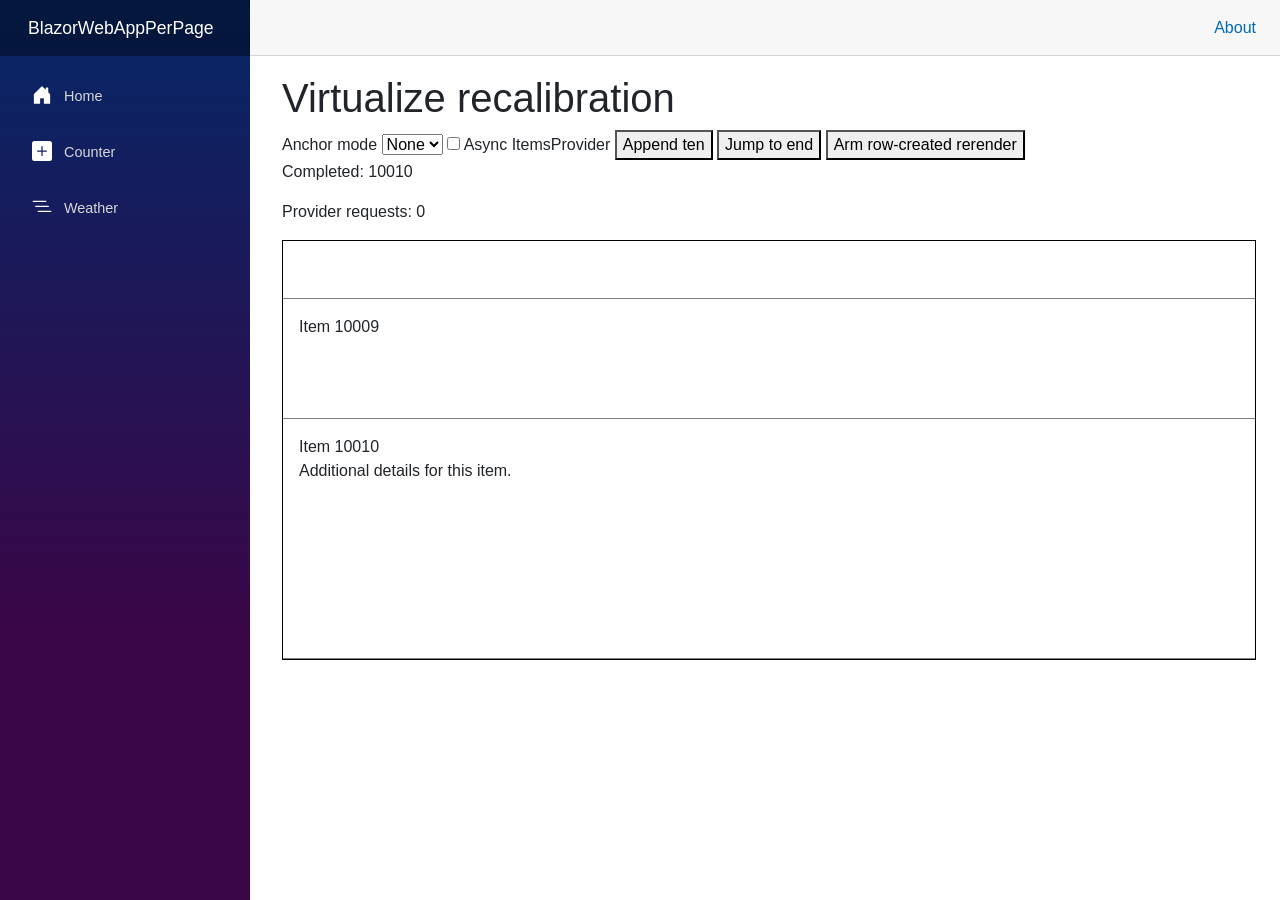 BlazorWebAppPerPage
About
Home
Counter
Weather
Virtualize recalibration
Anchor mode None Async ItemsProvider Append ten Jump to end Arm row-created rerender
Completed: 10010
Provider requests: 0
Item 10009
Item 10010
Additional details for this item.